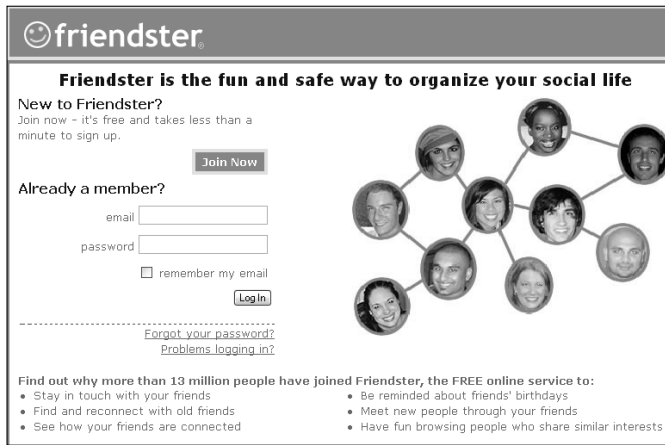 friendster®
Friendster is the fun and safe way to organize your social life
New to Friendster?
Join now – it's free and takes less than a
minute to sign up.
Join Now
Already a member?
email
password
remember my email
Log In
Forgot your password?
Problems logging in?
Find out why more than 13 million people have joined Friendster, the FREE online service to:
• Stay in touch with your friends
• Find and reconnect with old friends
• See how your friends are connected
• Be reminded about friends' birthdays
• Meet new people through your friends
• Have fun browsing people who share similar interests